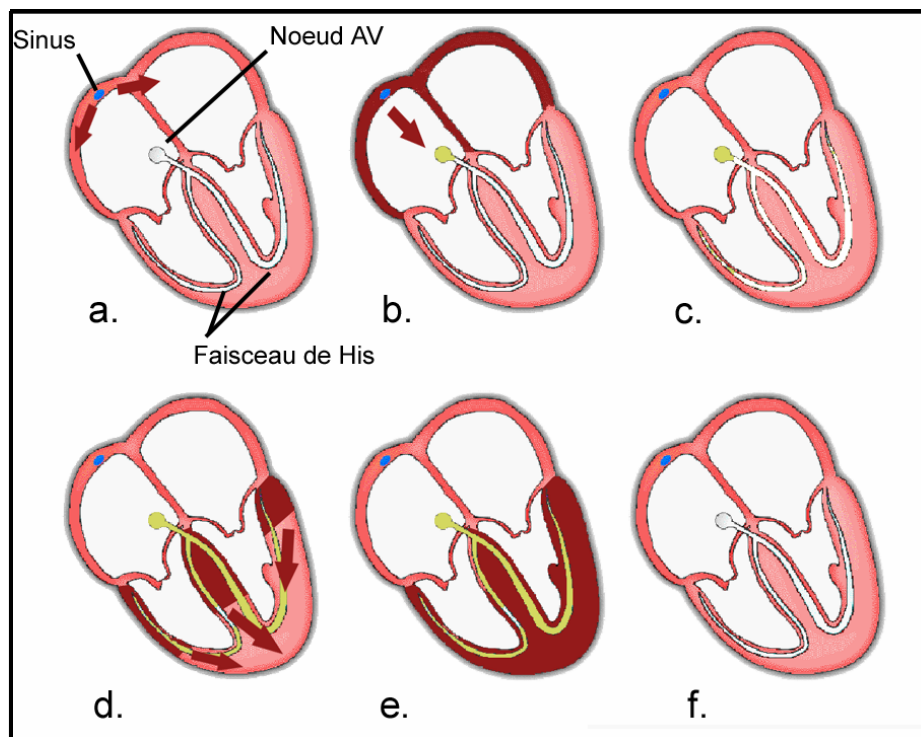 Sinus
Noeud AV
a.
b.
c.
Faisceau de His
d.
e.
f.